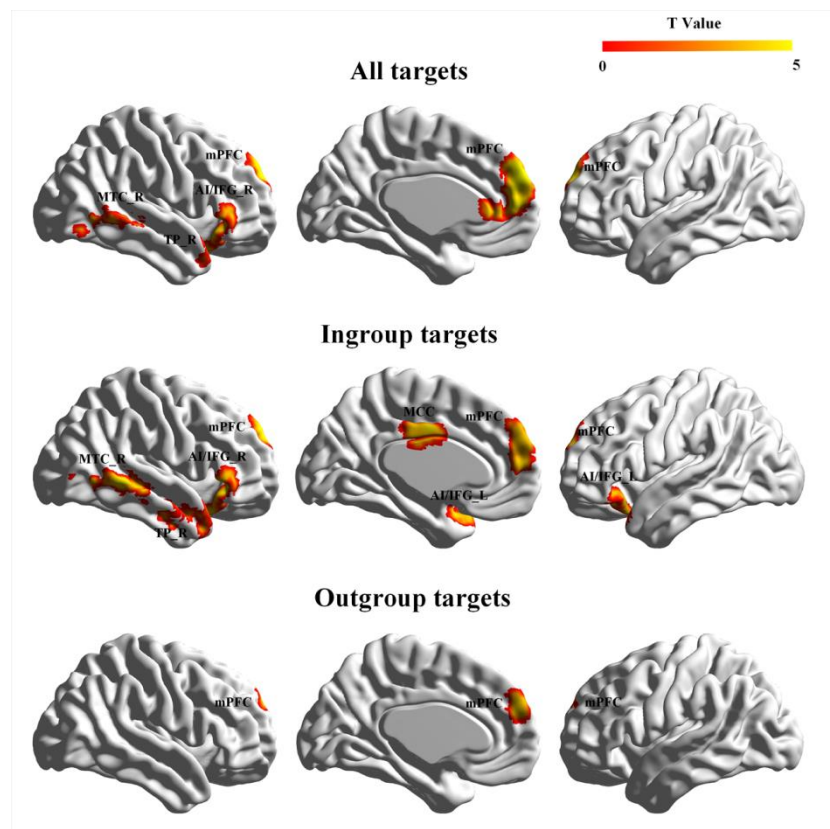 T Value
0 5
All targets
mPFC
mPFC
mPFC
AI/IFG_R
MTC_R
TP_R
Ingroup targets
MCC
mPFC
mPFC
mPFC
MTC_R
AI/IFG_R
AI/IFG_L
AI/IFG_L
TP_R
Outgroup targets
mPFC
mPFC
mPFC